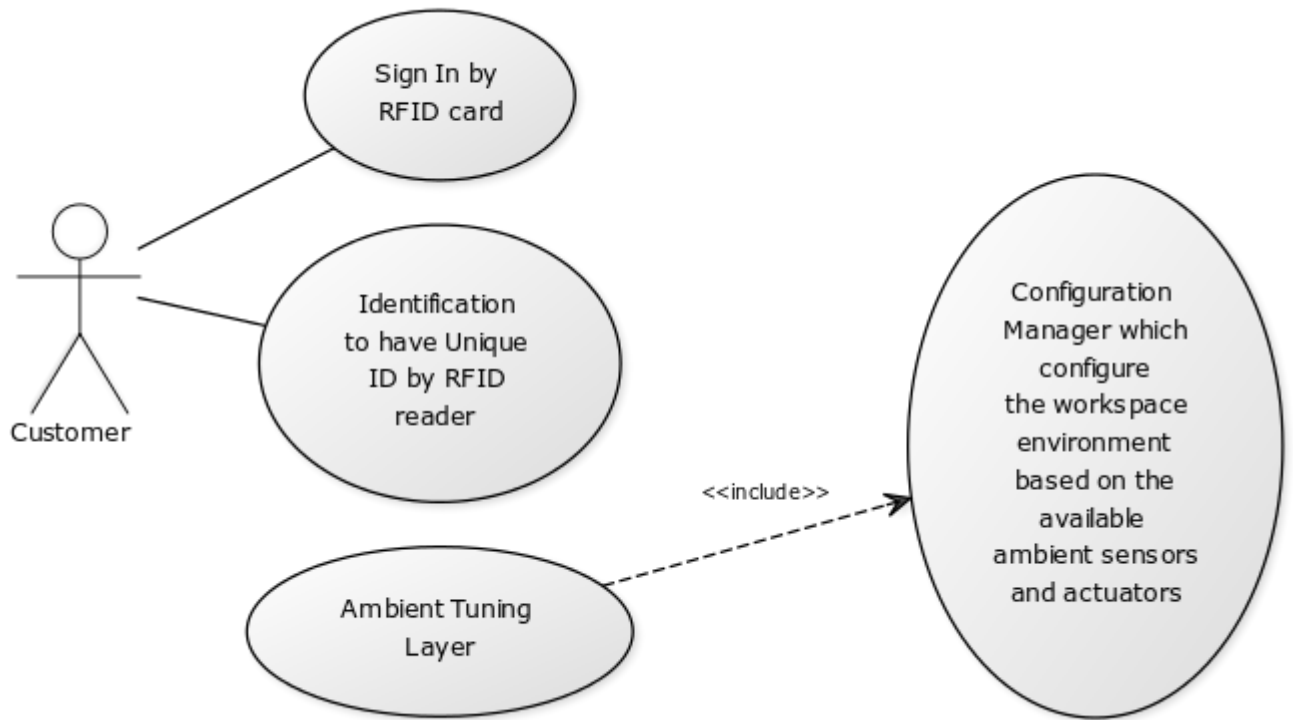 Sign In by
RFID card
Identification
to have Unique
ID by RFID
reader
Customer
Configuration
Manager which
configure
the workspace
environment
based on the
available
ambient sensors
and actuators
<<include>>
Ambient Tuning
Layer